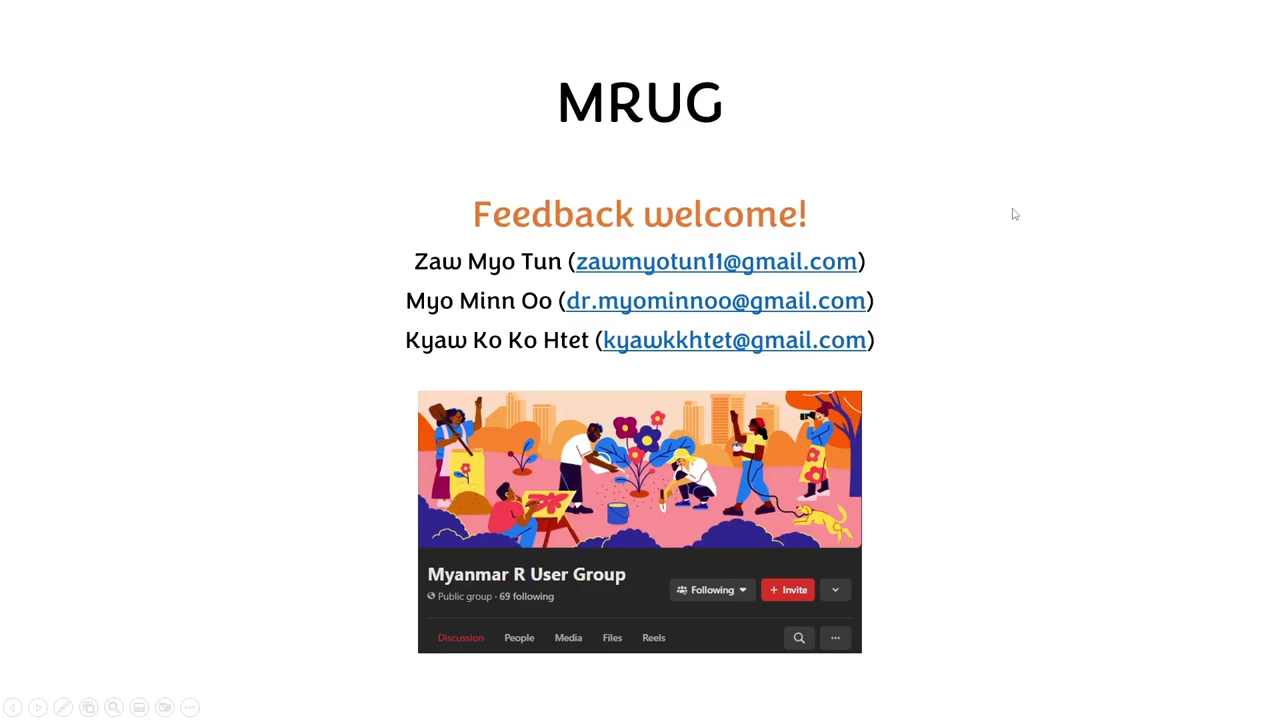 MRUG
Feedback welcome!
Zaw Myo Tun (zawmyotun11@gmail.com)
Myo Minn Oo (dr.myominnoo@gmail.com)
Kyaw Ko Ko Htet (kyawkkhtet@gmail.com)
Myanmar R User Group
Public group · 69 following
Following
+ Invite
Discussion People Media Files Reels